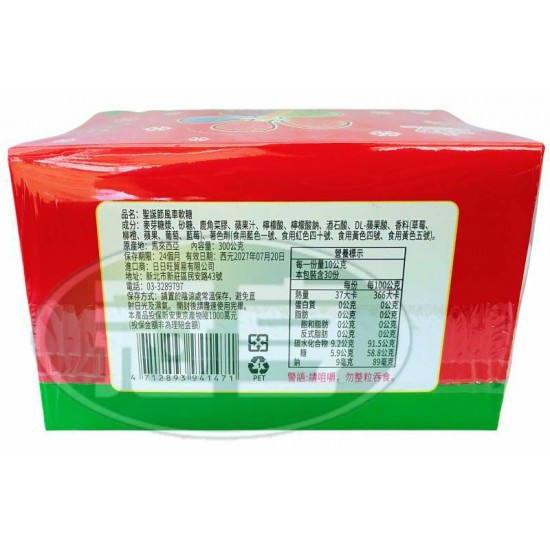 品名:聖誕節風車軟糖
成分:麥芽糖漿、砂糖、鹿角菜膠、蘋果汁、檸檬酸、檸檬酸鈉、酒石酸、DL-蘋果酸、香料(草莓、
柳橙、蘋果、葡萄、藍莓)、著色劑(食用藍色一號、食用紅色四十號、食用黃色四號、食用黃色五號)。
原產地:馬來西亞 內容量:300公克
保存期限:24個月 有效日期:西元2027年07月20日
進口商:日日旺貿易有限公司
地址:新北市新莊區民安路53號
電話:03-3289797
保存方式:請置於陰涼處常溫保存,避免直
射日光及濕氣。開封後請盡速食用完畢。
本產品投保新安東京產物險1000萬元
(投保金額非為理賠金額)
4 712893 941471
PET
營養標示
每一份量10公克
本包裝含30份
每份 每100公克
熱量 37大卡 366大卡
蛋白質 0公克 0公克
脂肪 0公克 0公克
飽和脂肪 0公克 0公克
反式脂肪 0公克 0公克
碳水化合物 9.2公克 91.5公克
糖 5.9公克 58.8公克
鈉 9毫克 89毫克
警語:請咀嚼,勿整粒吞食。